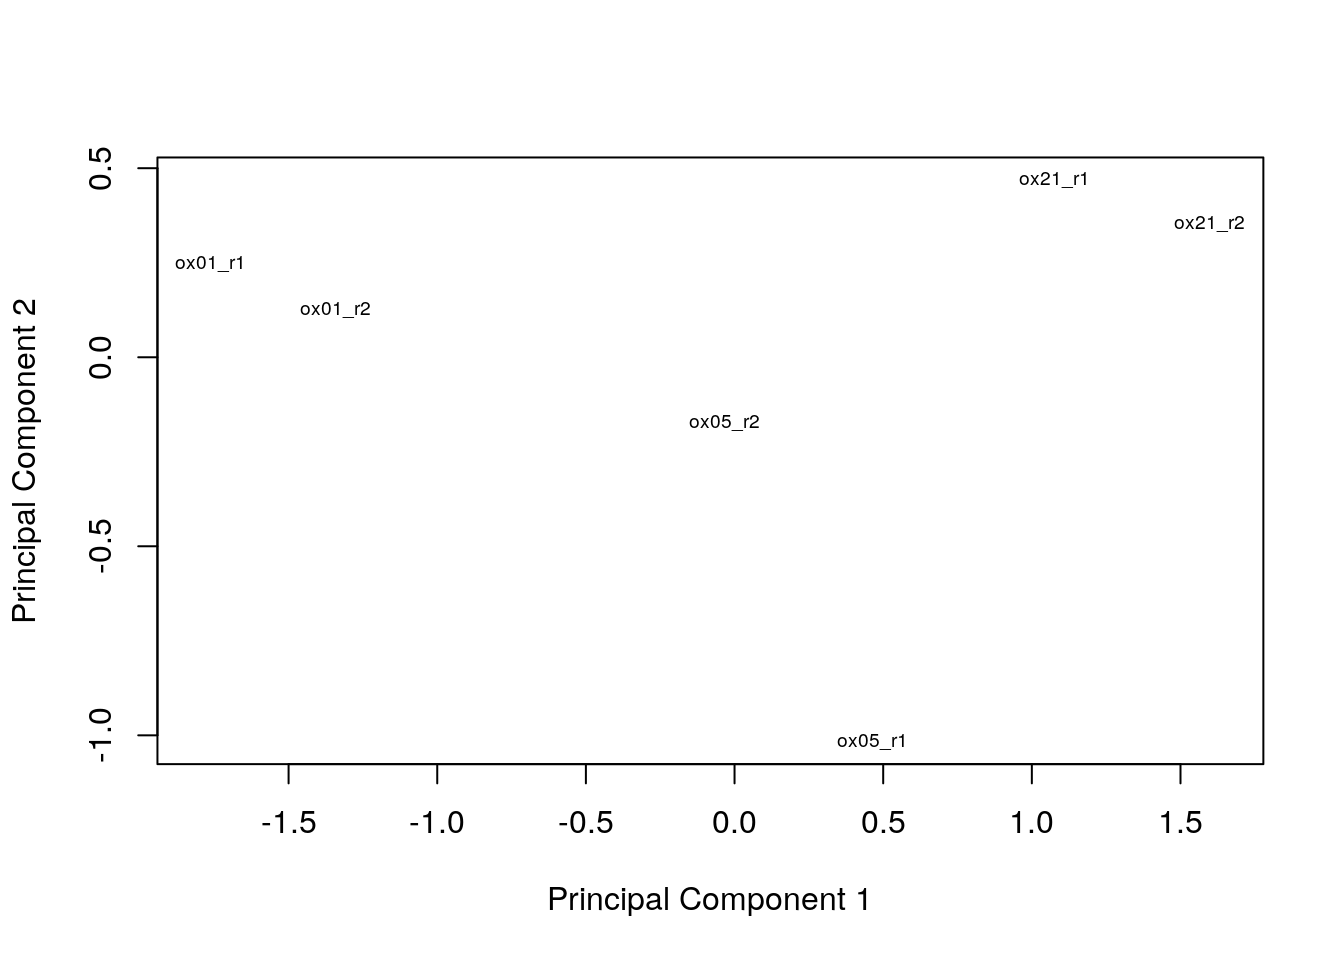 0.5
ox21_r1
ox21_r2
ox01_r1
ox01_r2
0.0
ox05_r2
Principal Component 2
-0.5
-1.0
ox05_r1
-1.5 -1.0 -0.5 0.0 0.5 1.0 1.5
Principal Component 1